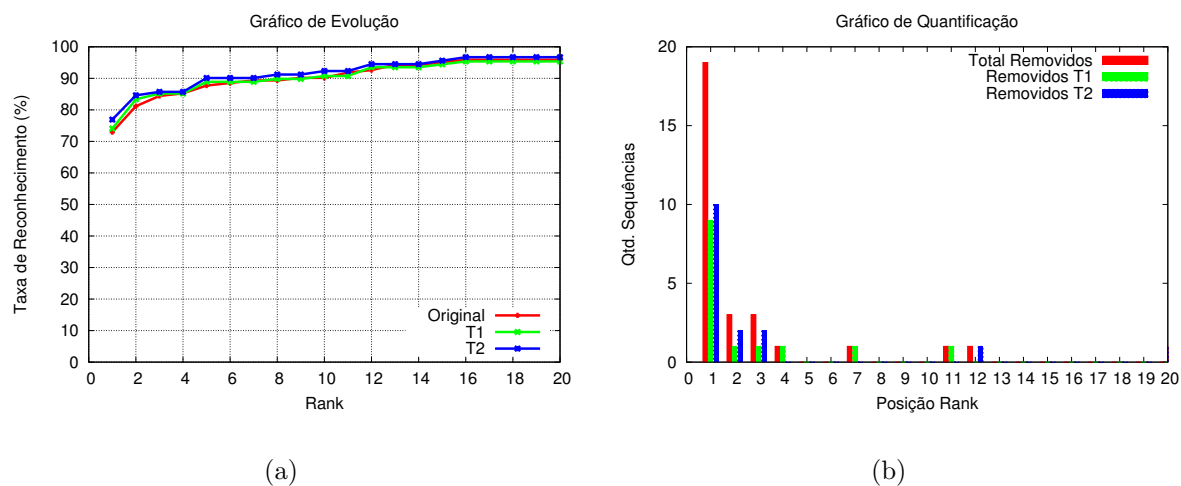 Gráfico de Evolução
100
90
80
70
60
50
40
30
20
10
0
Taxa de Reconhecimento (%)
Original
T1
T2
0 2 4 6 8 10 12 14 16 18 20
Rank
(a)
Gráfico de Quantificação
20
15
10
5
0
Qtd. Sequências
Total Removidos
Removidos T1
Removidos T2
0 1 2 3 4 5 6 7 8 9 10 11 12 13 14 15 16 17 18 19 20
Posição Rank
(b)